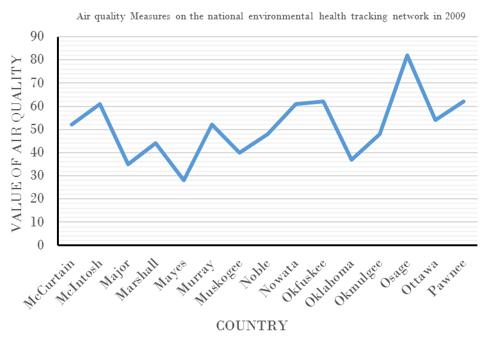 Air quality Measures on the national environmental health tracking network in 2009
90
80
70
60
50
40
30
20
10
0
VALUE OF AIR QUALITY
McCurtain
McIntosh
Major
Marshall
Mayes
Murray
Muskogee
Noble
Nowata
Okfuskee
Oklahoma
Okmulgee
Osage
Ottawa
Pawnee
COUNTRY